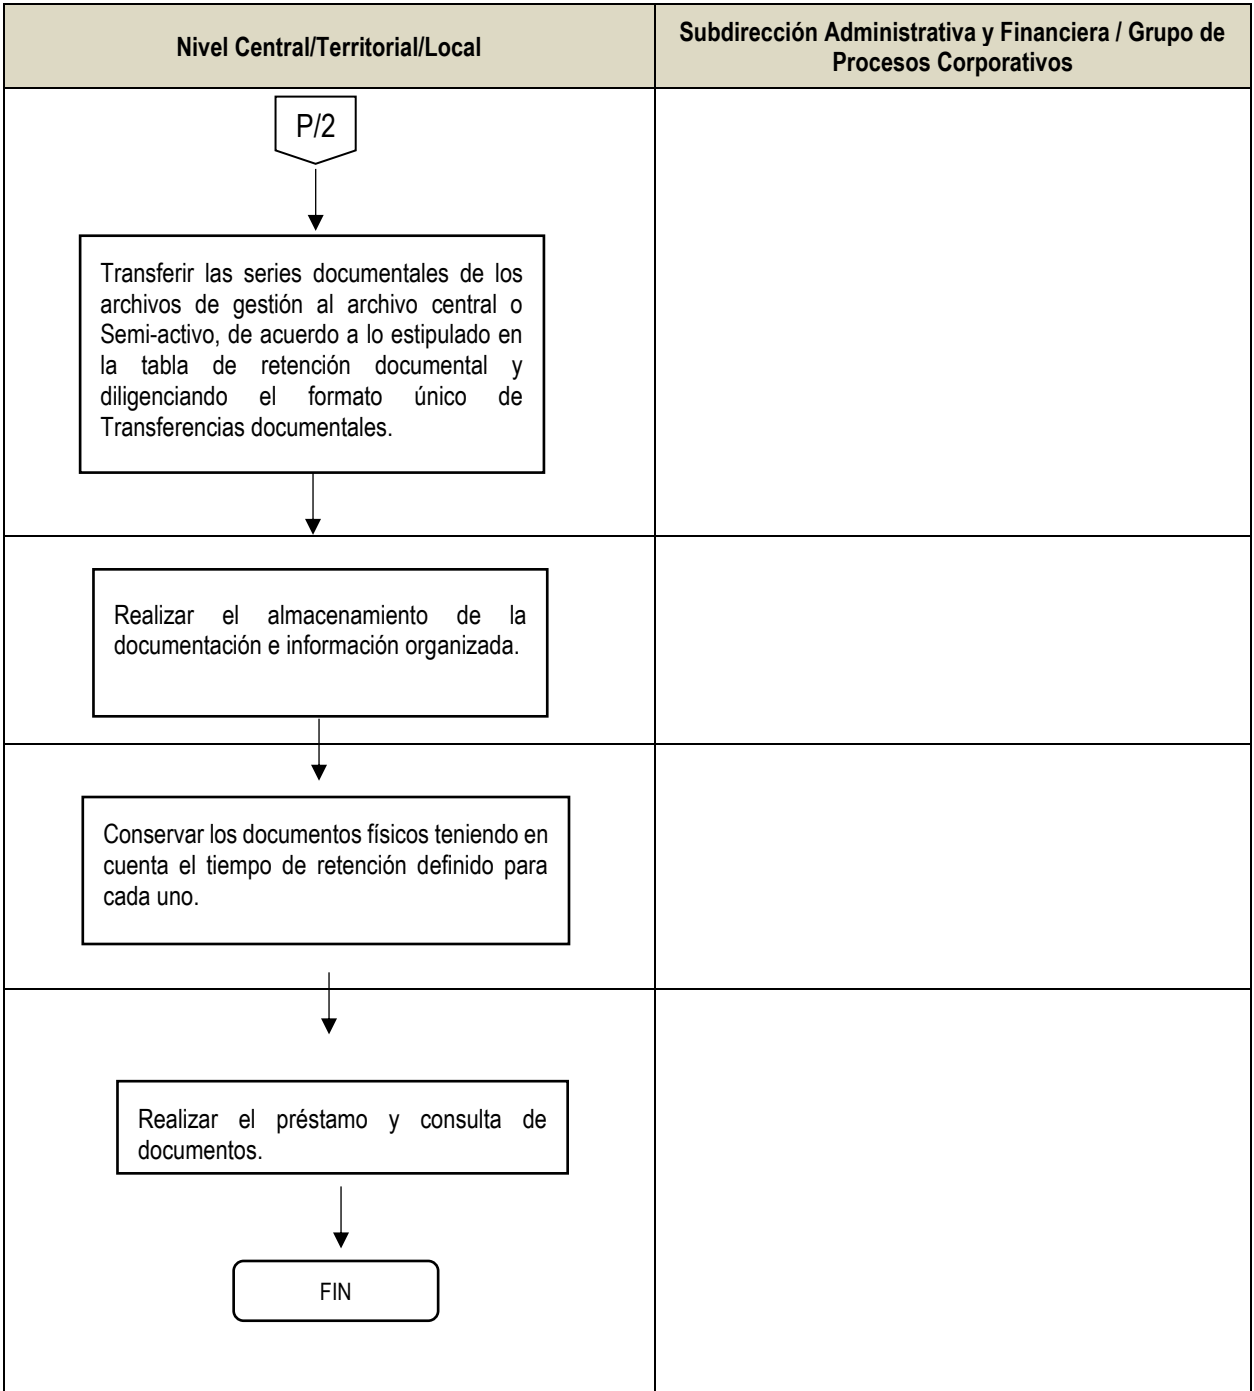 Nivel Central/Territorial/Local
Subdirección Administrativa y Financiera / Grupo de
Procesos Corporativos
P/2
Transferir las series documentales de los
archivos de gestión al archivo central o
Semi-activo, de acuerdo a lo estipulado en
la tabla de retención documental y
diligenciando el formato único de
Transferencias documentales.
Realizar el almacenamiento de la
documentación e información organizada.
Conservar los documentos físicos teniendo en
cuenta el tiempo de retención definido para
cada uno.
Realizar el préstamo y consulta de
documentos.
FIN